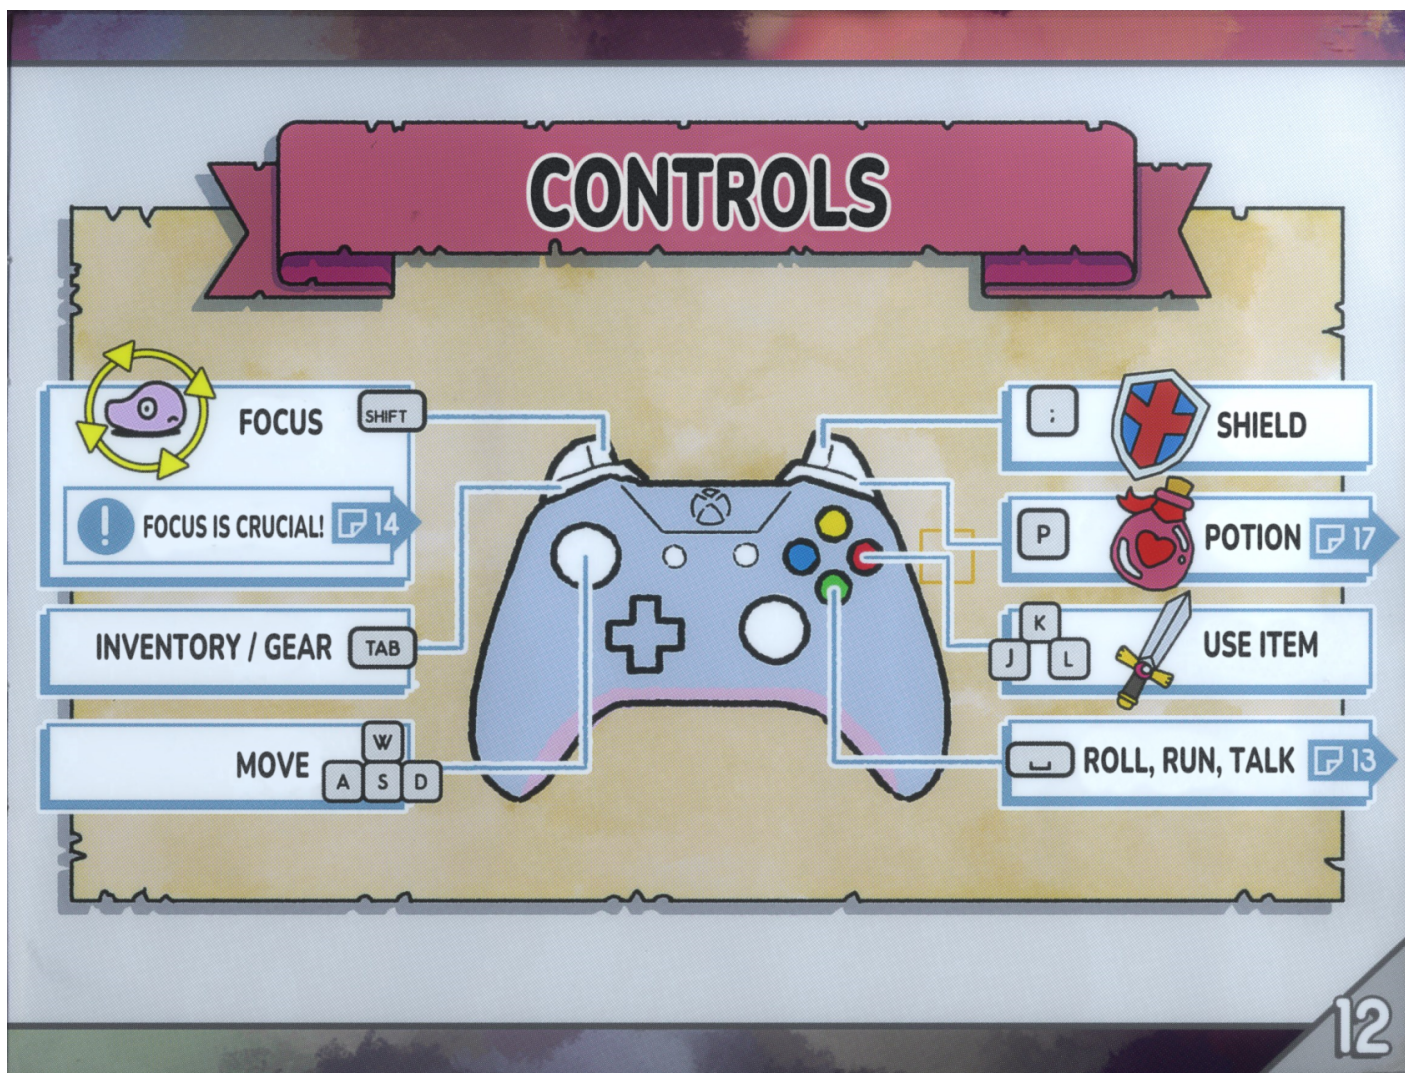 CONTROLS
FOCUS SHIFT
FOCUS IS CRUCIAL! 14
INVENTORY / GEAR TAB
MOVE W
A S D
; SHIELD
P POTION 17
K
J L USE ITEM
ROLL, RUN, TALK 13
12